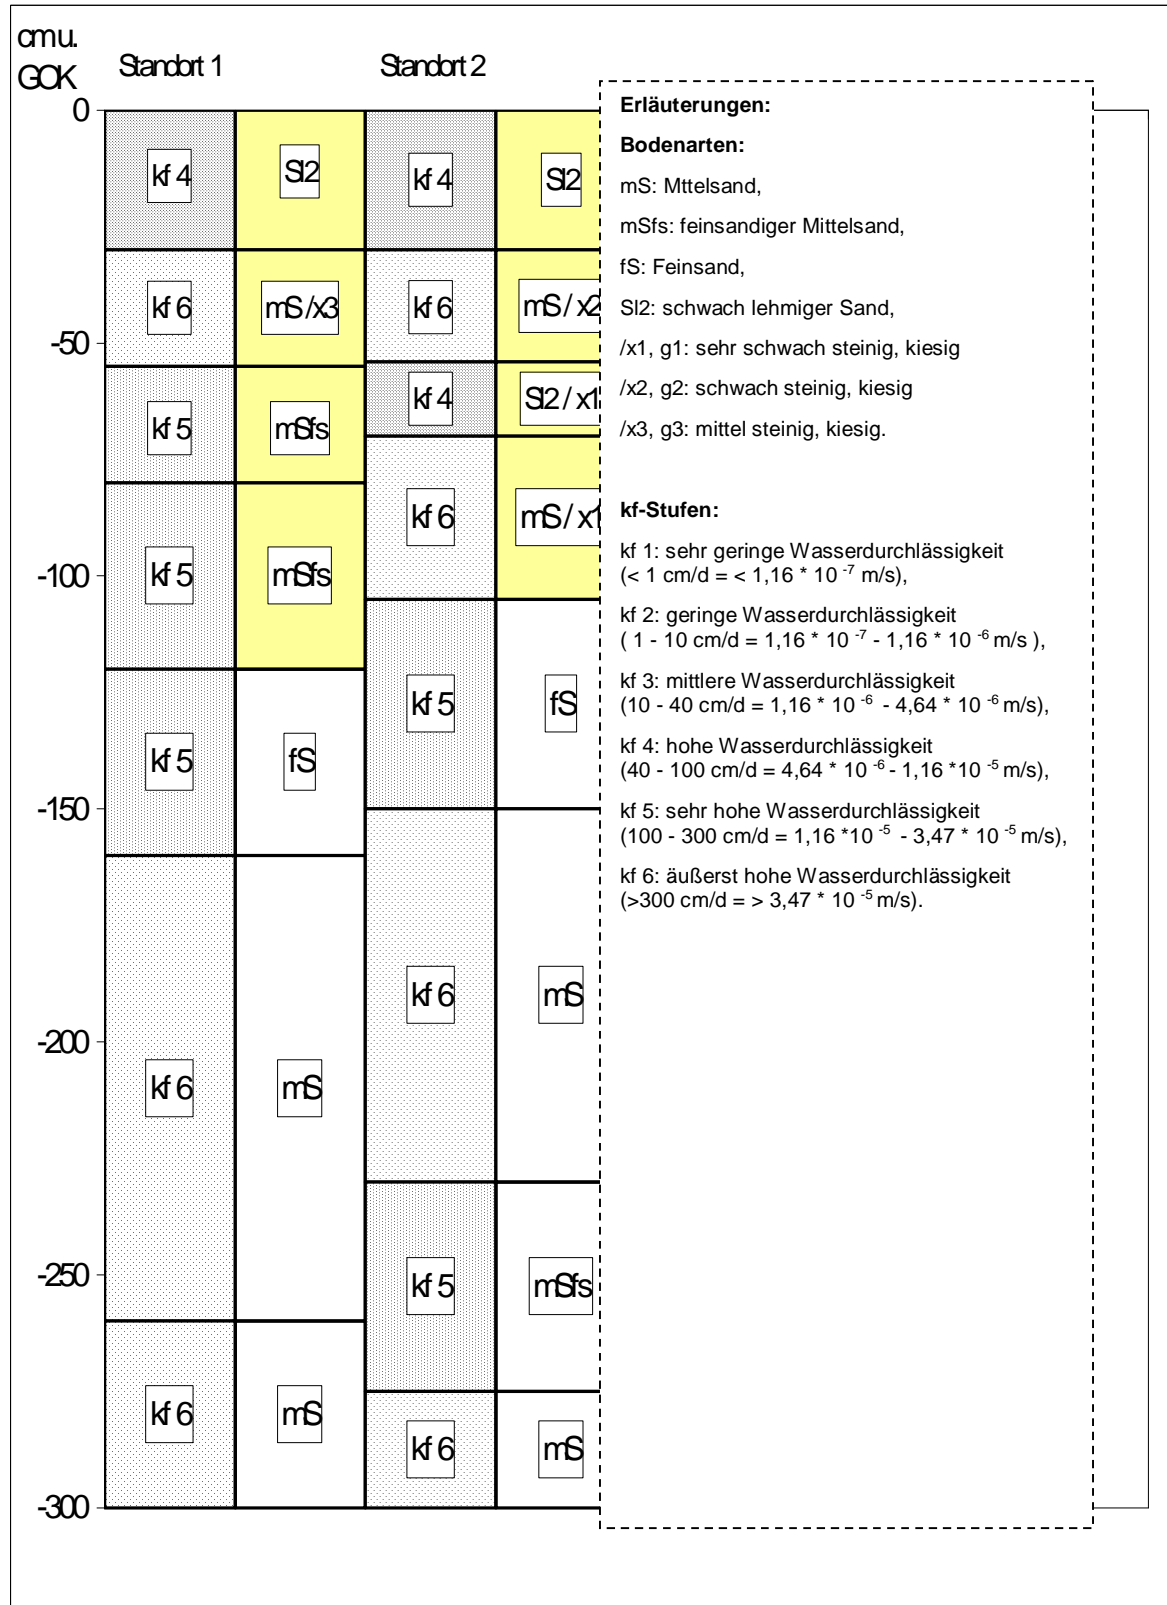 cm u.
GOK
Standort 1
Standort 2
0
-50
-100
-150
-200
-250
-300
kf 4
kf 6
kf 5
kf 5
kf 5
kf 6
kf 6
Sl2
mS /x3
mSfs
mSfs
fS
mS
mS
kf 4
kf 6
kf 4
kf 6
kf 5
kf 6
kf 5
kf 6
Sl2
mS / x2
Sl2 / x1
mS / x1
fS
mS
mSfs
mS
Erläuterungen:
Bodenarten:
mS: Mttelsand,
mSfs: feinsandiger Mittelsand,
fS: Feinsand,
Sl2: schwach lehmiger Sand,
/x1, g1: sehr schwach steinig, kiesig
/x2, g2: schwach steinig, kiesig
/x3, g3: mittel steinig, kiesig.
kf-Stufen:
kf 1: sehr geringe Wasserdurchlässigkeit
(< 1 cm/d = < 1,16 * 10 ⁻⁷ m/s),
kf 2: geringe Wasserdurchlässigkeit
( 1 - 10 cm/d = 1,16 * 10 ⁻⁷ - 1,16 * 10 ⁻⁶ m/s ),
kf 3: mittlere Wasserdurchlässigkeit
(10 - 40 cm/d = 1,16 * 10 ⁻⁶ - 4,64 * 10 ⁻⁶ m/s),
kf 4: hohe Wasserdurchlässigkeit
(40 - 100 cm/d = 4,64 * 10 ⁻⁶ - 1,16 *10 ⁻⁵ m/s),
kf 5: sehr hohe Wasserdurchlässigkeit
(100 - 300 cm/d = 1,16 *10 ⁻⁵ - 3,47 * 10 ⁻⁵ m/s),
kf 6: äußerst hohe Wasserdurchlässigkeit
(>300 cm/d = > 3,47 * 10 ⁻⁵ m/s).